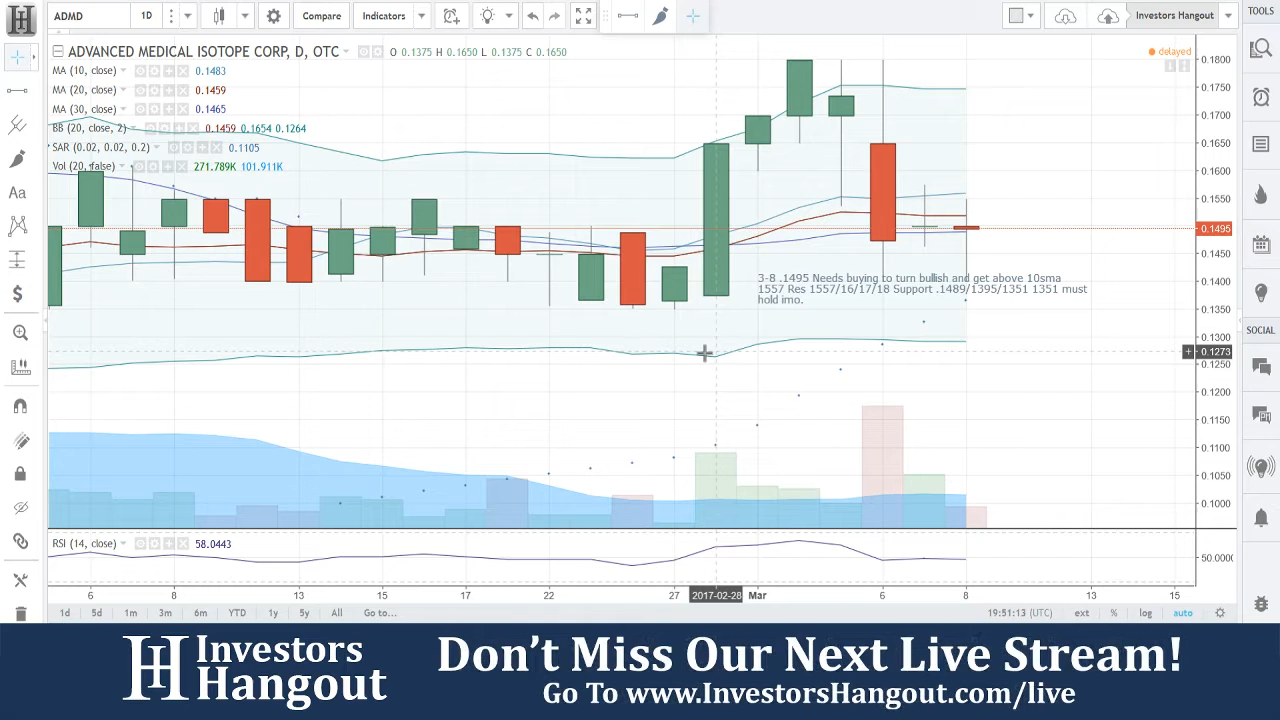 ADMD
1D
Compare
Indicators
Investors Hangout
TOOLS
ADVANCED MEDICAL ISOTOPE CORP, D, OTC
O 0.1375 H 0.1650 L 0.1375 C 0.1650
delayed
MA (10, close) 0.1483
MA (20, close) 0.1459
MA (30, close) 0.1465
BB (20, close, 2) 0.1459 0.1654 0.1264
SAR (0.02, 0.02, 0.2) 0.1105
Vol (20, false) 271.789K 101.911K
0.1800
0.1750
0.1700
0.1650
0.1600
0.1550
0.1495
0.1450
0.1400
0.1350
0.1300
0.1273
0.1250
0.1200
0.1150
0.1100
0.1050
0.1000
3-8 .1495 Needs buying to turn bullish and get above 10sma
1557 Res 1557/16/17/18 Support .1489/1395/1351 1351 must
hold imo.
SOCIAL
Aa
RSI (14, close) 58.0443
50.0000
6 8 13 15 17 22 27 2017-02-28 Mar 6 8 13 15
1d 5d 1m 3m 6m YTD 1y 5y All Go to...
19:51:13 (UTC) ext % log auto
Investors
Hangout
Don't Miss Our Next Live Stream!
Go To www.InvestorsHangout.com/live